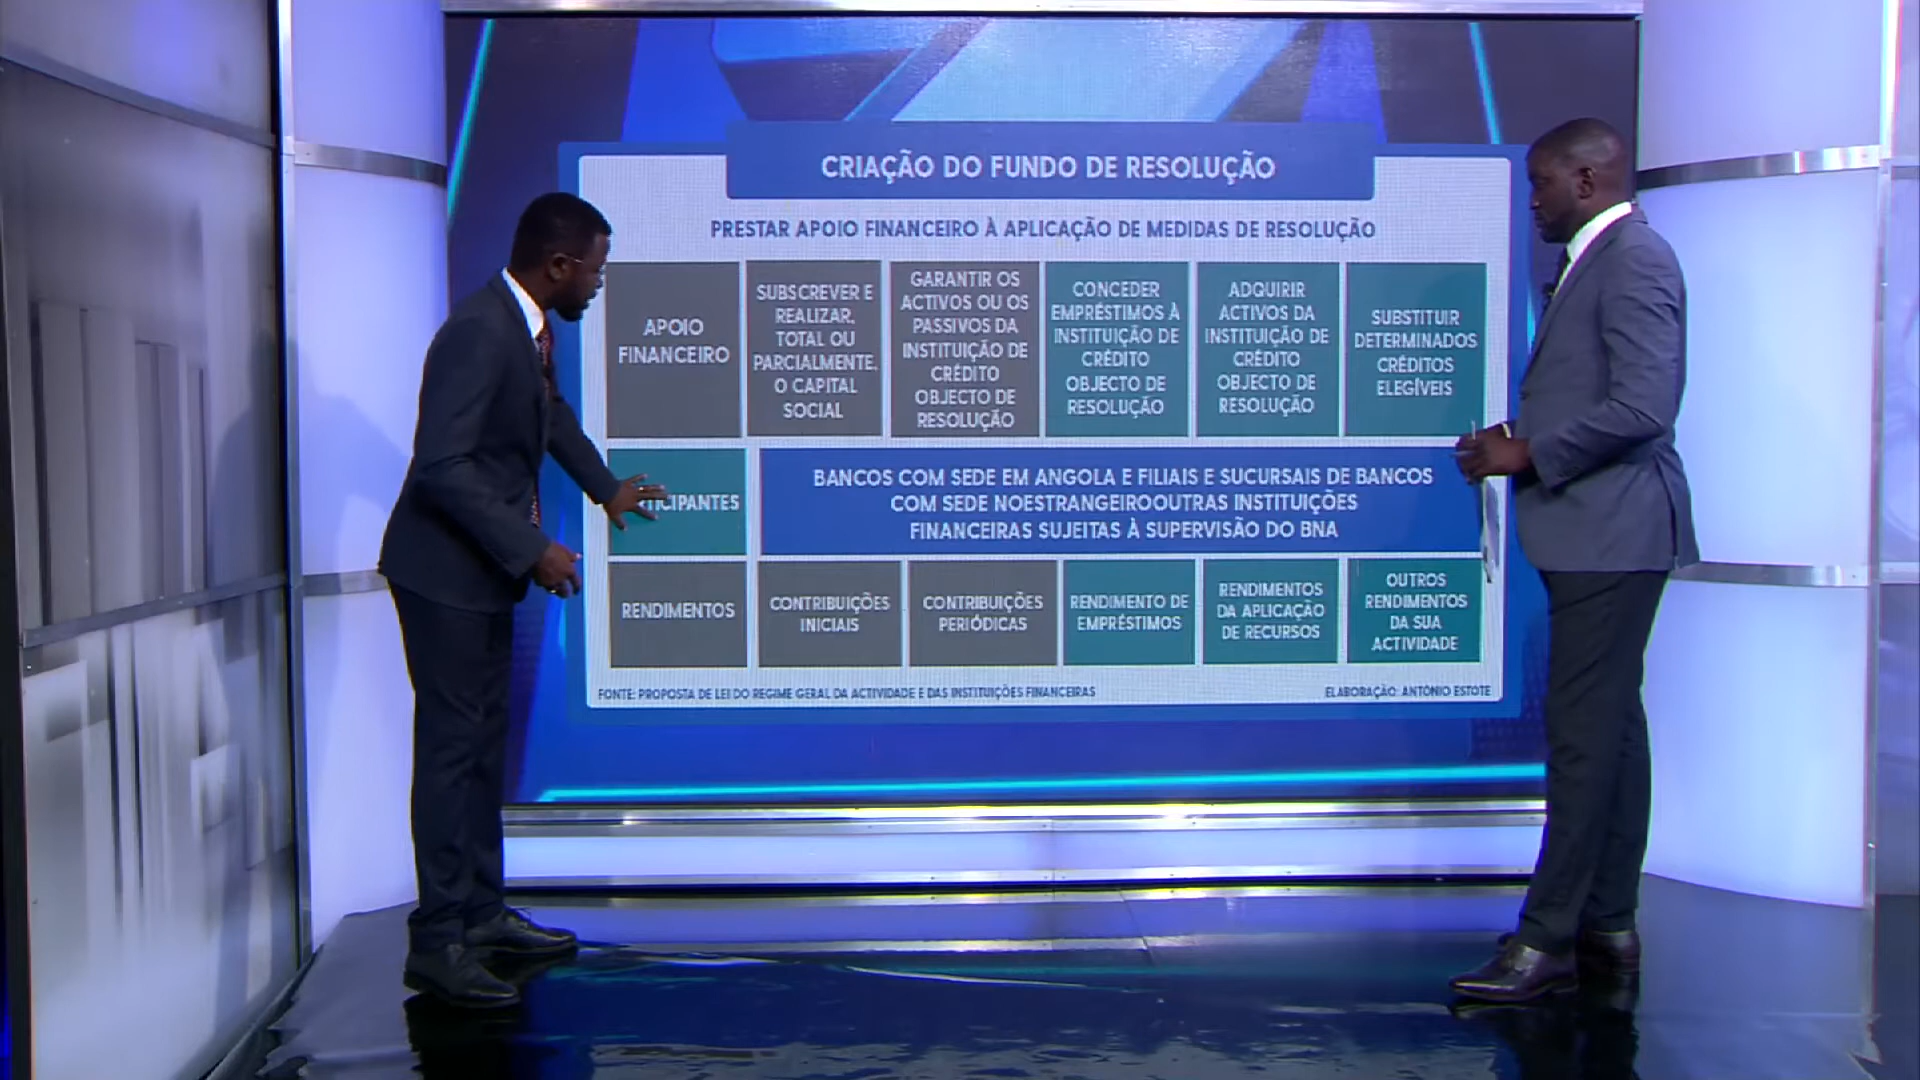 CRIAÇÃO DO FUNDO DE RESOLUÇÃO
PRESTAR APOIO FINANCEIRO À APLICAÇÃO DE MEDIDAS DE RESOLUÇÃO
APOIO
FINANCEIRO
SUBSCREVER E
REALIZAR,
TOTAL OU
PARCIALMENTE,
O CAPITAL
SOCIAL
GARANTIR OS
ACTIVOS OU OS
PASSIVOS DA
INSTITUIÇÃO DE
CRÉDITO
OBJECTO DE
RESOLUÇÃO
CONCEDER
EMPRÉSTIMOS À
INSTITUIÇÃO DE
CRÉDITO
OBJECTO DE
RESOLUÇÃO
ADQUIRIR
ACTIVOS DA
INSTITUIÇÃO DE
CRÉDITO
OBJECTO DE
RESOLUÇÃO
SUBSTITUIR
DETERMINADOS
CRÉDITOS
ELEGÍVEIS
TICIPANTES
BANCOS COM SEDE EM ANGOLA E FILIAIS E SUCURSAIS DE BANCOS
COM SEDE NOESTRANGEIROOUTRAS INSTITUIÇÕES
FINANCEIRAS SUJEITAS À SUPERVISÃO DO BNA
RENDIMENTOS
CONTRIBUIÇÕES
INICIAIS
CONTRIBUIÇÕES
PERIÓDICAS
RENDIMENTO DE
EMPRÉSTIMOS
RENDIMENTOS
DA APLICAÇÃO
DE RECURSOS
OUTROS
RENDIMENTOS
DA SUA
ACTIVIDADE
FONTE: PROPOSTA DE LEI DO REGIME GERAL DA ACTIVIDADE E DAS INSTITUIÇÕES FINANCEIRAS
ELABORAÇÃO: ANTÓNIO ESTOTE